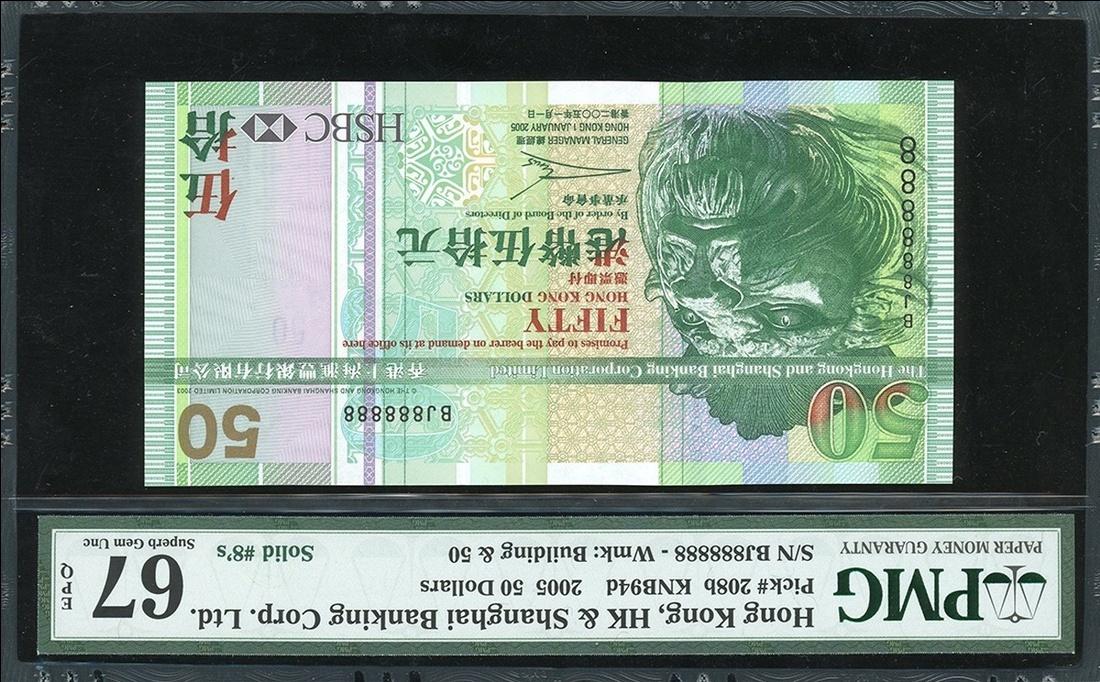 PMG
PAPER MONEY GUARANTY
Hong Kong, HK & Shanghai Banking Corp. Ltd.
Pick# 208b KNB94d 2005 50 Dollars
S/N BJ888888 - Wmk: Building & 50
Solid #8's
67
Superb Gem Unc
EPQ
50
BJ888888
50
© THE HONGKONG AND SHANGHAI BANKING CORPORATION LIMITED 2003
The Hongkong and Shanghai Banking Corporation Limited
香港上海滙豐銀行有限公司
Promises to pay the bearer on demand at its office here
FIFTY
HONG KONG DOLLARS
憑票即付
港幣伍拾元
By order of the Board of Directors
承董事會命
GENERAL MANAGER 總經理
HONG KONG 1 JANUARY 2005
香港二〇〇五年一月一日
BJ888888
伍拾
HSBC